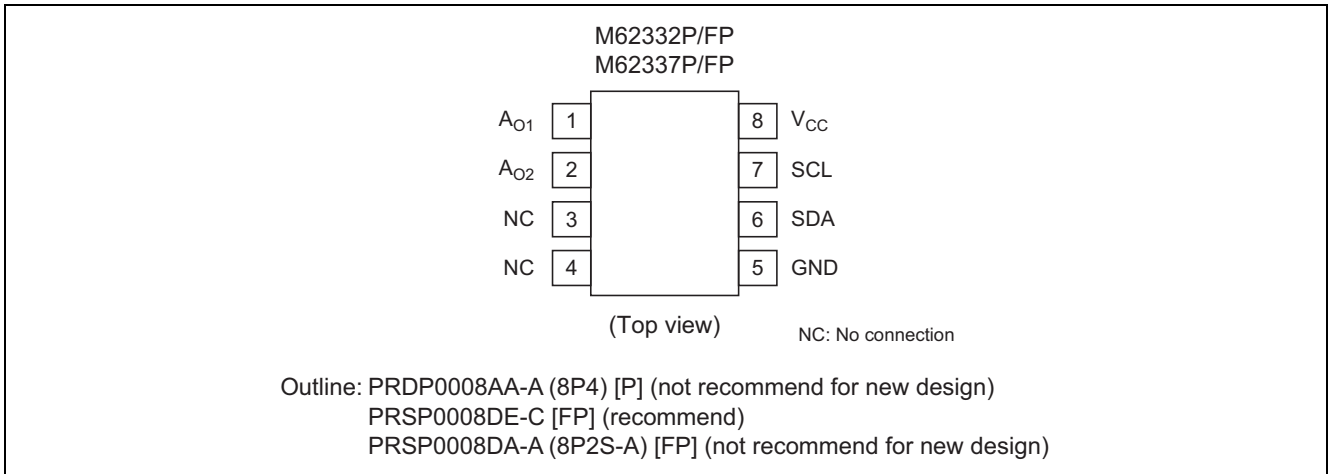 M62332P/FP
M62337P/FP
AO1 1 8 VCC
AO2 2 7 SCL
NC 3 6 SDA
NC 4 5 GND
(Top view)
NC: No connection
Outline: PRDP0008AA-A (8P4) [P] (not recommend for new design)
PRSP0008DE-C [FP] (recommend)
PRSP0008DA-A (8P2S-A) [FP] (not recommend for new design)